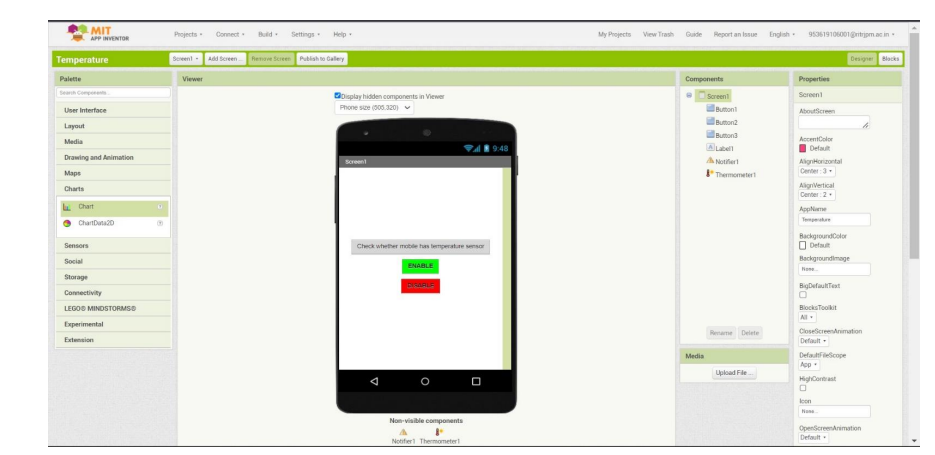 MIT
APP INVENTOR
Projects Connect Build Settings Help
My Projects View Trash Guide Report an Issue English 953619106001@ritrjpm.ac.in
Temperature
Screen1 Add Screen ... Remove Screen Publish to Gallery
Designer Blocks
Palette
Search Components...
User Interface
Layout
Media
Drawing and Animation
Maps
Charts
Chart
ChartData2D
Sensors
Social
Storage
Connectivity
LEGO® MINDSTORMS®
Experimental
Extension
Viewer
Display hidden components in Viewer
Phone size (505,320)
9:48
Screen1
Check whether mobile has temperature sensor
ENABLE
DISABLE
Non-visible components
Notifier1 Thermometer1
Components
Screen1
Button1
Button2
Button3
Label1
Notifier1
Thermometer1
Rename Delete
Media
Upload File ...
Properties
Screen1
AboutScreen
AccentColor
Default
AlignHorizontal
Center : 3
AlignVertical
Center : 2
AppName
Temperature
BackgroundColor
Default
BackgroundImage
None...
BigDefaultText
BlocksToolkit
All
CloseScreenAnimation
Default
DefaultFileScope
App
HighContrast
Icon
None...
OpenScreenAnimation
Default